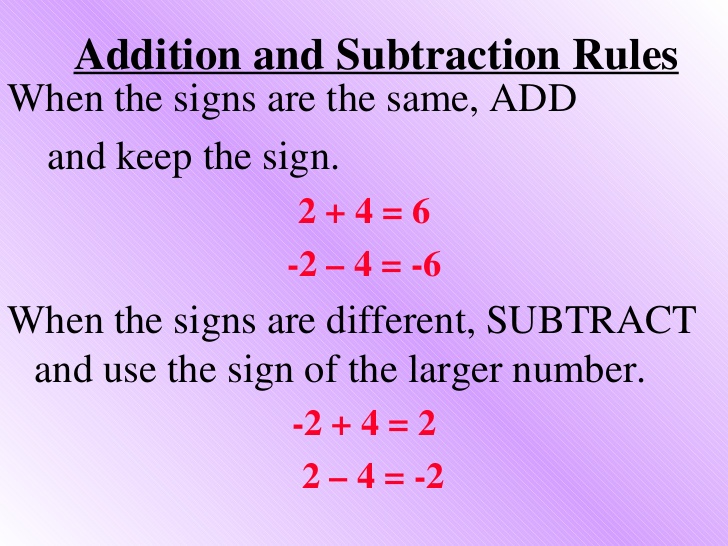 Addition and Subtraction Rules
When the signs are the same, ADD
and keep the sign.
2 + 4 = 6
-2 – 4 = -6
When the signs are different, SUBTRACT
and use the sign of the larger number.
-2 + 4 = 2
2 – 4 = -2